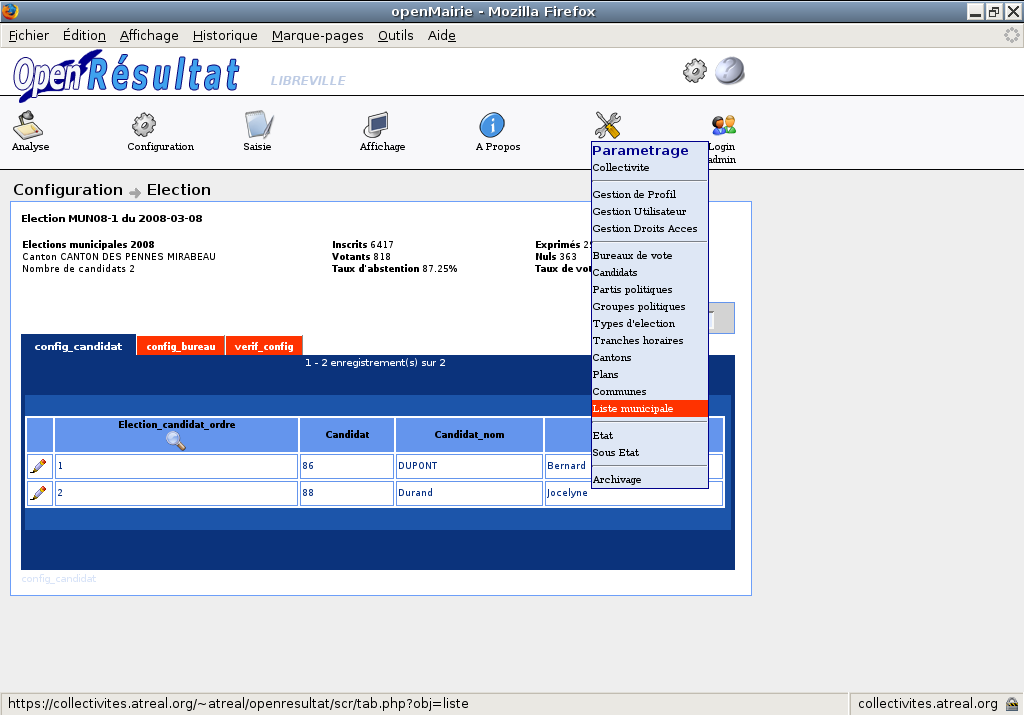 openMairie - Mozilla Firefox
Fichier Édition Affichage Historique Marque-pages Outils Aide
Open Résultat LIBREVILLE
Analyse Configuration Saisie Affichage A Propos Login
admin
Parametrage
Collectivite
Gestion de Profil
Gestion Utilisateur
Gestion Droits Acces
Bureaux de vote
Candidats
Partis politiques
Groupes politiques
Types d'election
Tranches horaires
Cantons
Plans
Communes
Liste municipale
Etat
Sous Etat
Archivage
Configuration Election
Election MUN08-1 du 2008-03-08
Elections municipales 2008 Inscrits 6417 Exprimés
Canton CANTON DES PENNES MIRABEAU Votants 818 Nuls 363
Nombre de candidats 2 Taux d'abstention 87.25% Taux de
config_candidat config_bureau verif_config
1 - 2 enregistrement(s) sur 2
Election_candidat_ordre Candidat Candidat_nom
1 86 DUPONT Bernard
2 88 Durand Jocelyne
config_candidat
https://collectivites.atreal.org/~atreal/openresultat/scr/tab.php?obj=liste collectivites.atreal.org